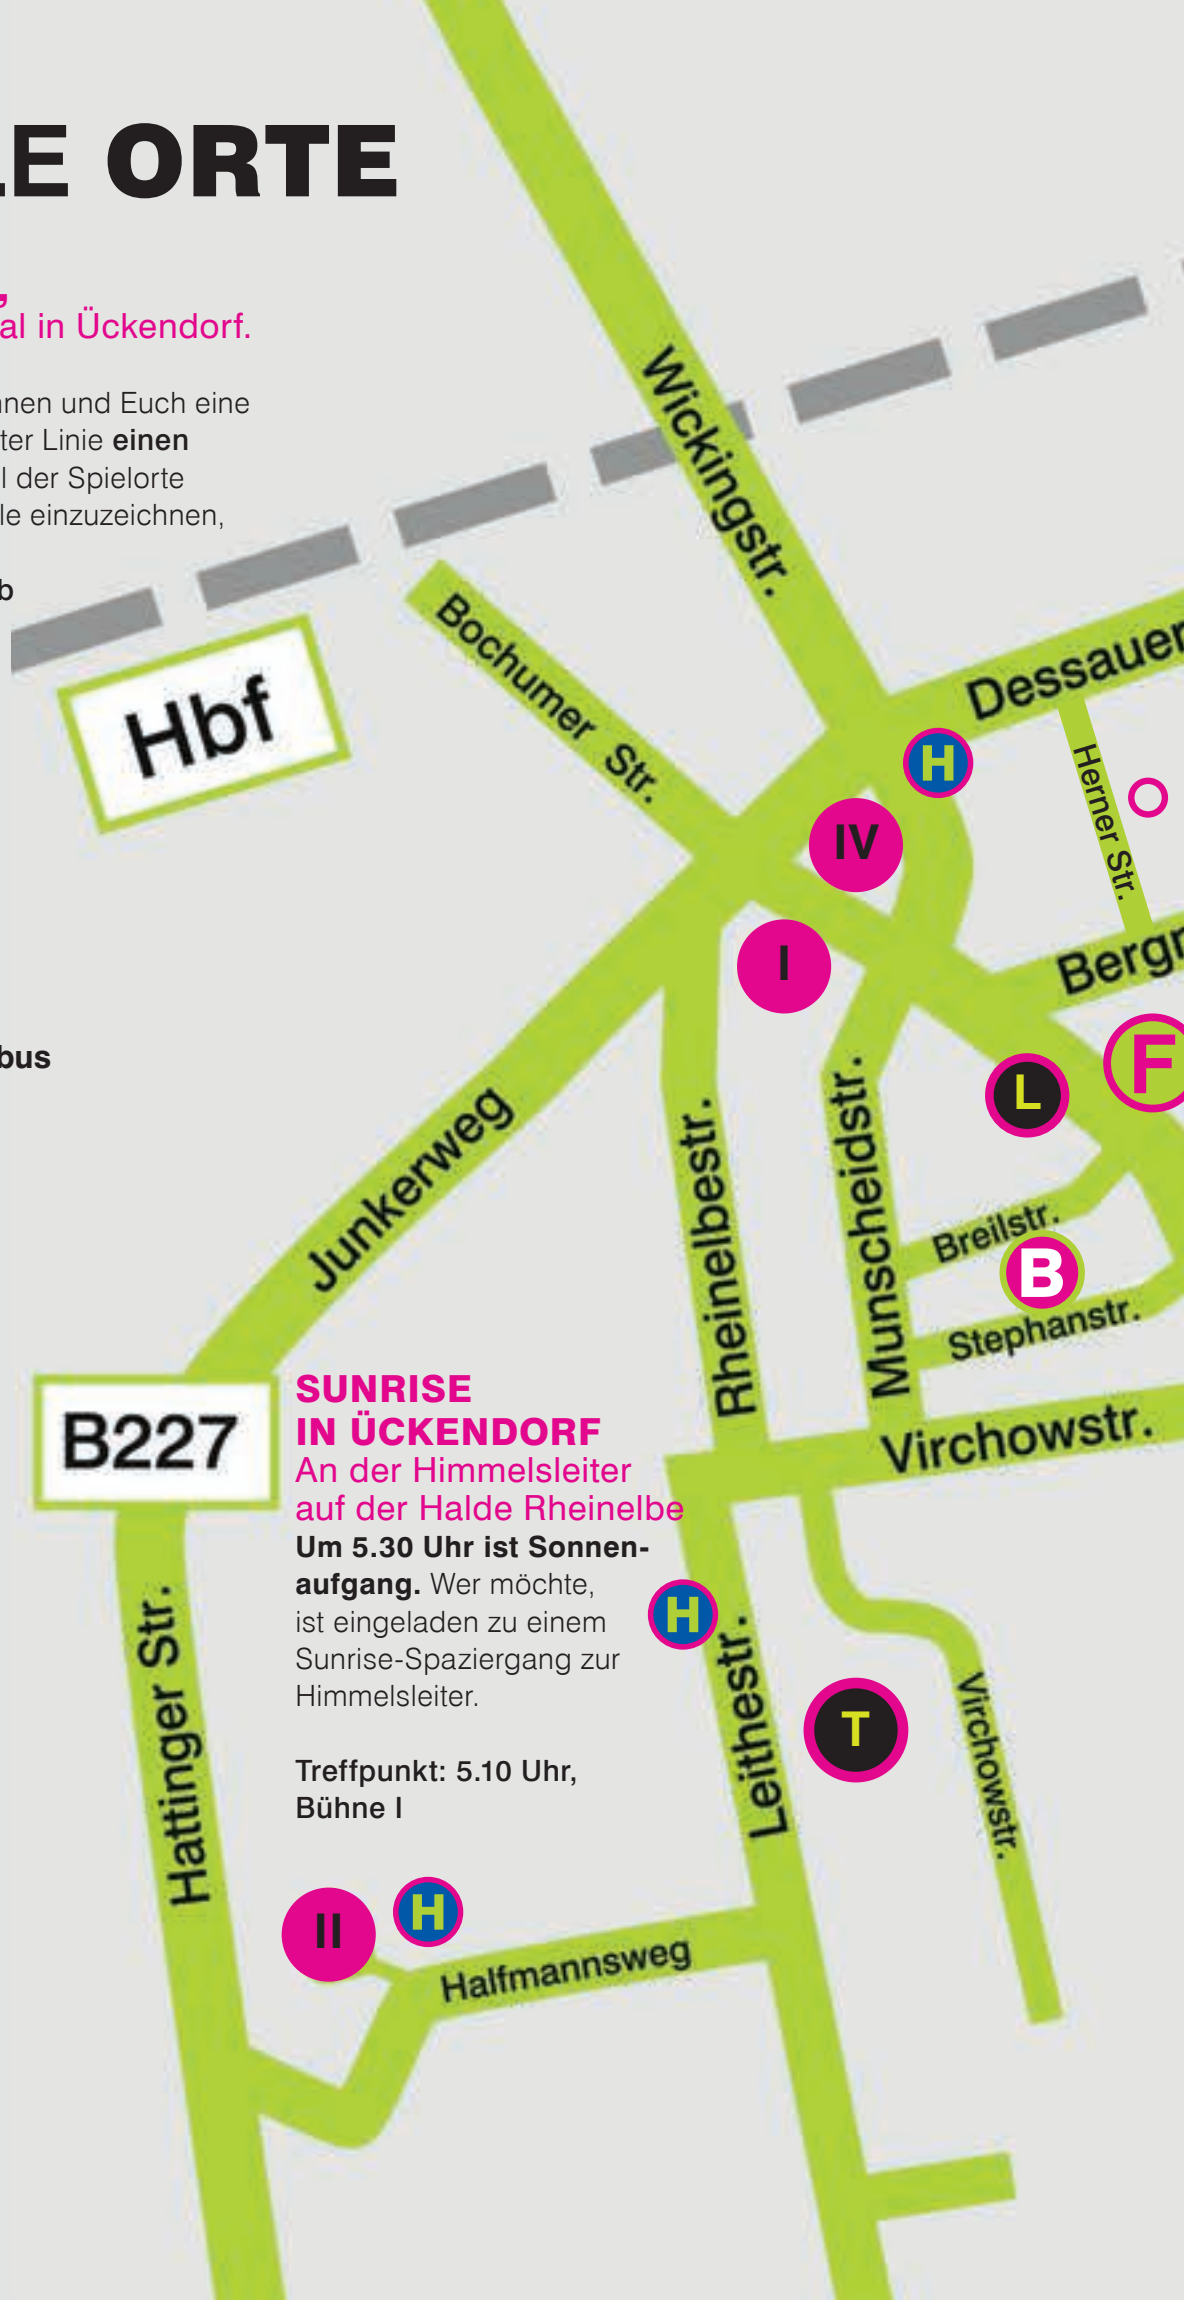 LE ORTE
,
al in Ückendorf.
nnen und Euch eine
ter Linie einen
l der Spielorte
le einzuzeichnen,
b
Wickingstr.
Bochumer Str.
Hbf
Dessauer
H
Herner Str.
IV
I
Bergm
bus
F
L
Junkerweg
Rheinelbestr.
Munscheidstr.
Breilstr.
B
Stephanstr.
B227
Virchowstr.
SUNRISE
IN ÜCKENDORF
An der Himmelsleiter
auf der Halde Rheinelbe
Um 5.30 Uhr ist Sonnen-
aufgang. Wer möchte,
ist eingeladen zu einem
Sunrise-Spaziergang zur
Himmelsleiter.
Treffpunkt: 5.10 Uhr,
Bühne I
H
Hattinger Str.
Leithestr.
T
Virchowstr.
II
H
Halfmannsweg